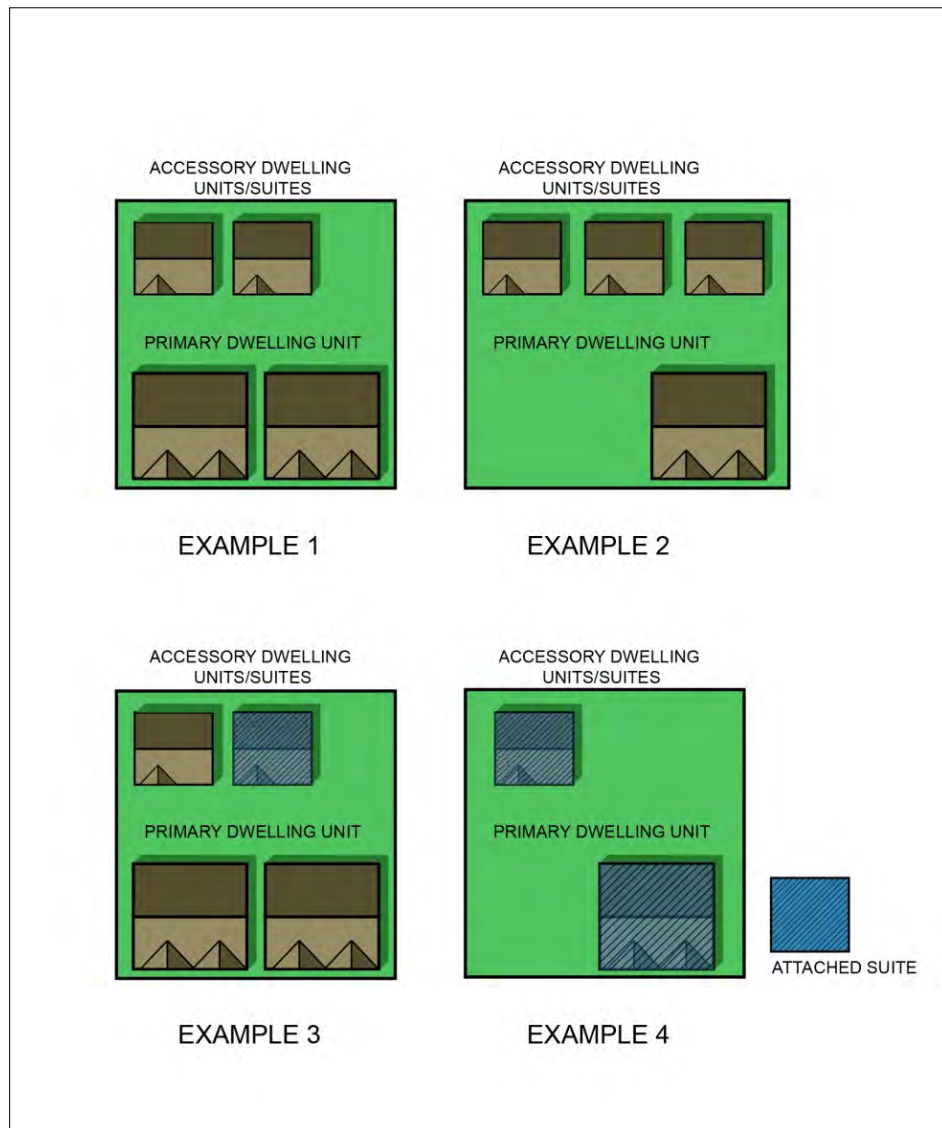 ACCESSORY DWELLING
UNITS/SUITES
PRIMARY DWELLING UNIT
EXAMPLE 1
ACCESSORY DWELLING
UNITS/SUITES
PRIMARY DWELLING UNIT
EXAMPLE 2
ACCESSORY DWELLING
UNITS/SUITES
PRIMARY DWELLING UNIT
EXAMPLE 3
ACCESSORY DWELLING
UNITS/SUITES
PRIMARY DWELLING UNIT
ATTACHED SUITE
EXAMPLE 4